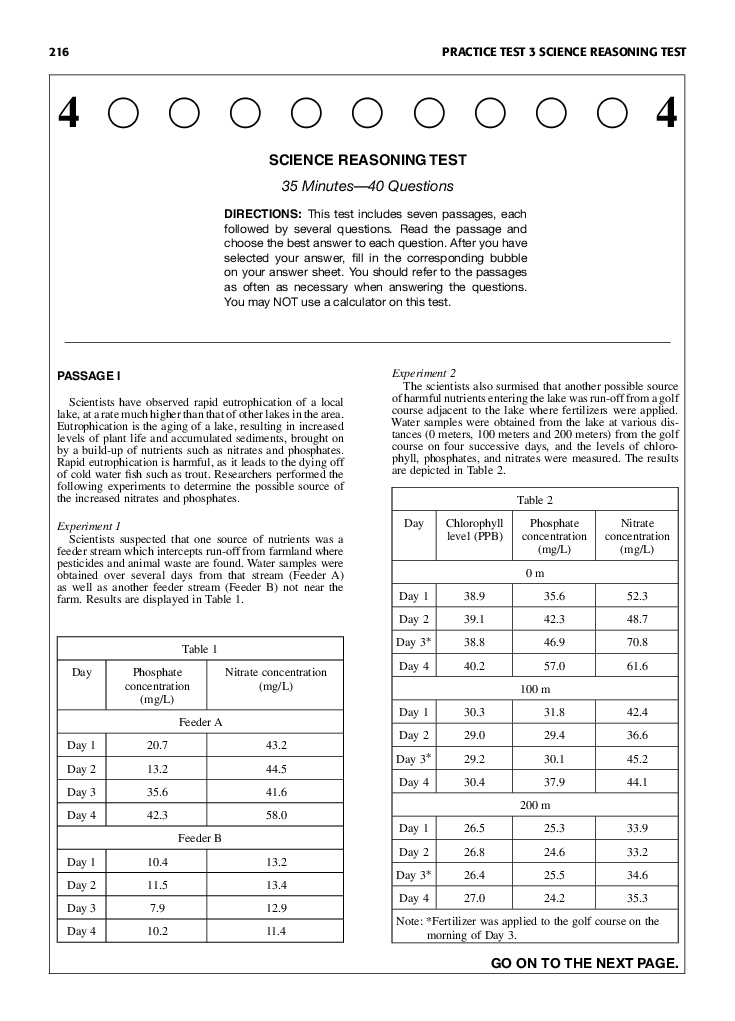 216
PRACTICE TEST 3 SCIENCE REASONING TEST
4
4
SCIENCE REASONING TEST
35 Minutes—40 Questions
DIRECTIONS: This test includes seven passages, each
followed by several questions. Read the passage and
choose the best answer to each question. After you have
selected your answer, fill in the corresponding bubble
on your answer sheet. You should refer to the passages
as often as necessary when answering the questions.
You may NOT use a calculator on this test.
PASSAGE I
Scientists have observed rapid eutrophication of a local
lake, at a rate much higher than that of other lakes in the area.
Eutrophication is the aging of a lake, resulting in increased
levels of plant life and accumulated sediments, brought on
by a build-up of nutrients such as nitrates and phosphates.
Rapid eutrophication is harmful, as it leads to the dying off
of cold water fish such as trout. Researchers performed the
following experiments to determine the possible source of
the increased nitrates and phosphates.
Experiment 1
Scientists suspected that one source of nutrients was a
feeder stream which intercepts run-off from farmland where
pesticides and animal waste are found. Water samples were
obtained over several days from that stream (Feeder A)
as well as another feeder stream (Feeder B) not near the
farm. Results are displayed in Table 1.
Table 1
Day Phosphate Nitrate concentration
concentration (mg/L)
(mg/L)
Feeder A
Day 1 20.7 43.2
Day 2 13.2 44.5
Day 3 35.6 41.6
Day 4 42.3 58.0
Feeder B
Day 1 10.4 13.2
Day 2 11.5 13.4
Day 3 7.9 12.9
Day 4 10.2 11.4
Experiment 2
The scientists also surmised that another possible source
of harmful nutrients entering the lake was run-off from a golf
course adjacent to the lake where fertilizers were applied.
Water samples were obtained from the lake at various dis-
tances (0 meters, 100 meters and 200 meters) from the golf
course on four successive days, and the levels of chloro-
phyll, phosphates, and nitrates were measured. The results
are depicted in Table 2.
Table 2
Day Chlorophyll Phosphate Nitrate
level (PPB) concentration concentration
(mg/L) (mg/L)
0 m
Day 1 38.9 35.6 52.3
Day 2 39.1 42.3 48.7
Day 3* 38.8 46.9 70.8
Day 4 40.2 57.0 61.6
100 m
Day 1 30.3 31.8 42.4
Day 2 29.0 29.4 36.6
Day 3* 29.2 30.1 45.2
Day 4 30.4 37.9 44.1
200 m
Day 1 26.5 25.3 33.9
Day 2 26.8 24.6 33.2
Day 3* 26.4 25.5 34.6
Day 4 27.0 24.2 35.3
Note: *Fertilizer was applied to the golf course on the
morning of Day 3.
GO ON TO THE NEXT PAGE.